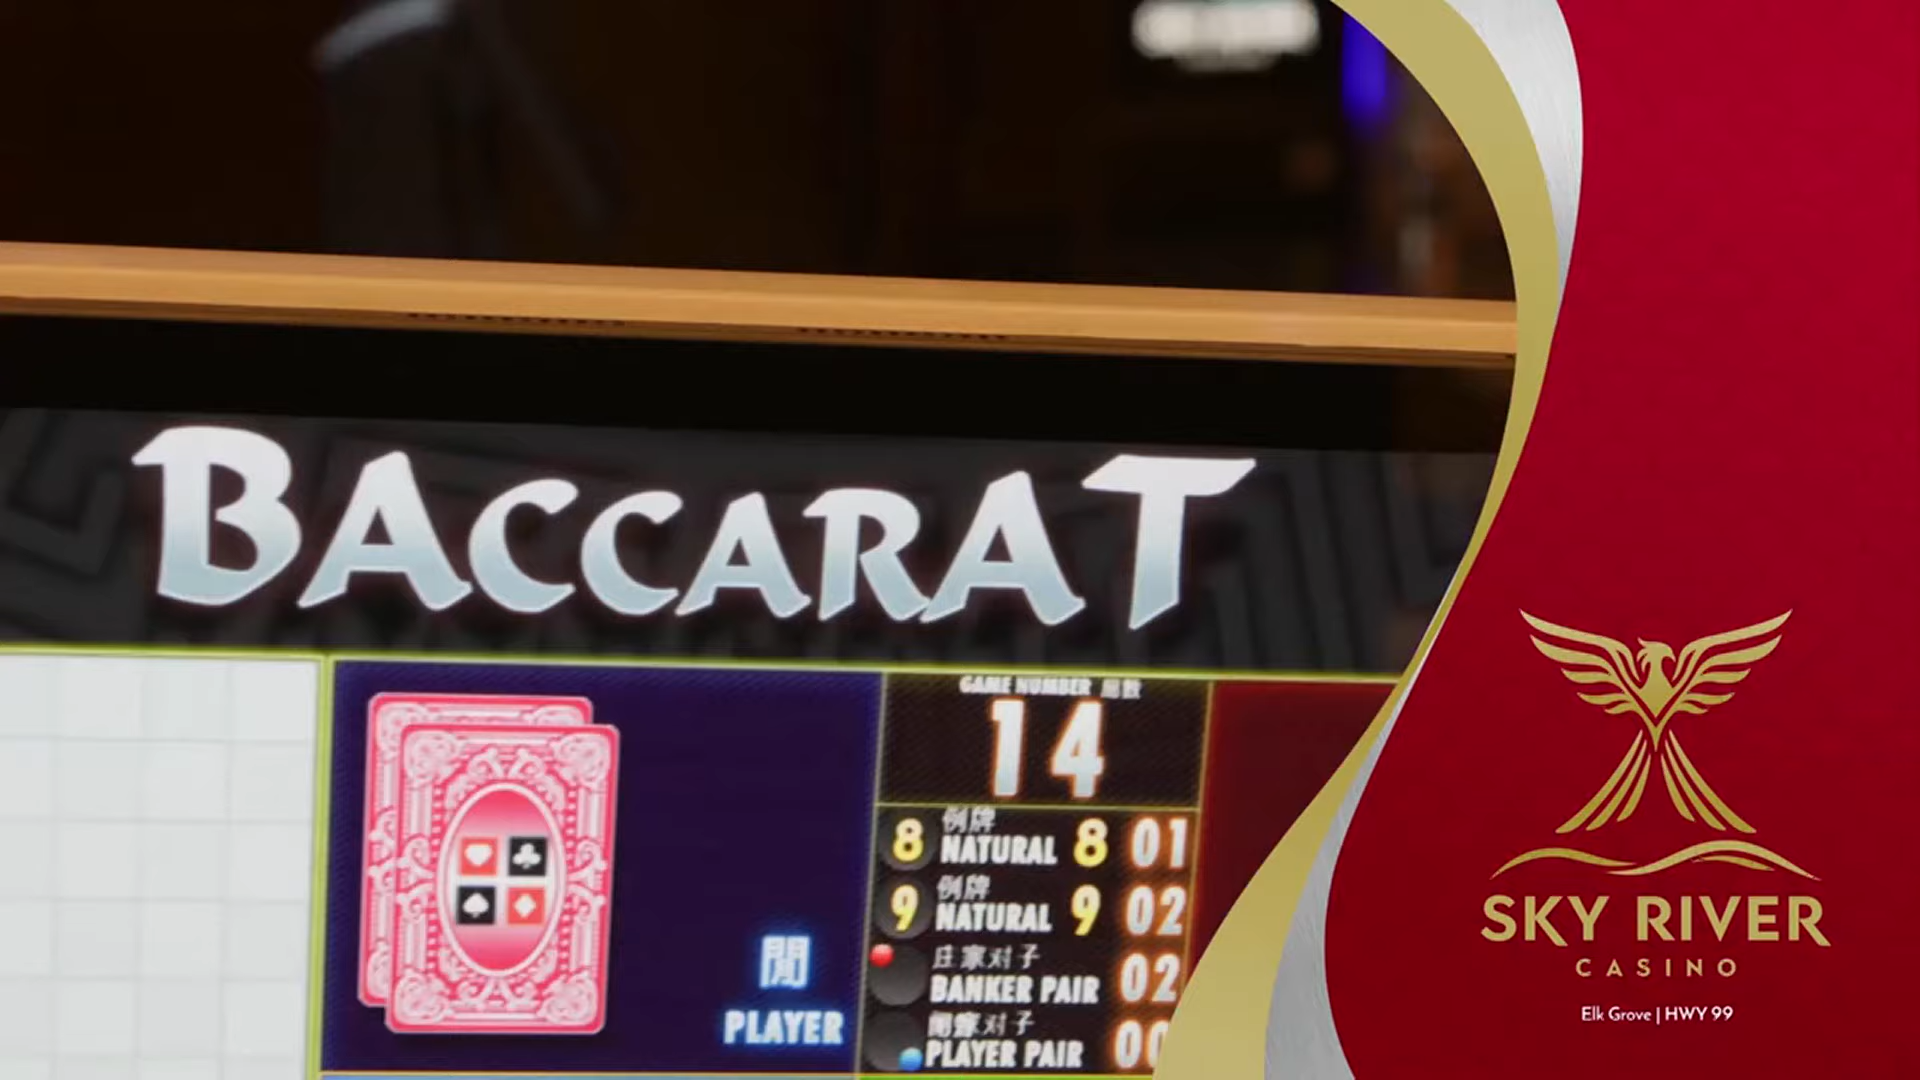 BACCARAT
GAME NUMBER 局數
14
8 例牌 NATURAL 8 01
9 例牌 NATURAL 9 02
庄家对子
BANKER PAIR 02
对子
PLAYER PAIR
閒
PLAYER
SKY RIVER
CASINO
Elk Grove | HWY 99